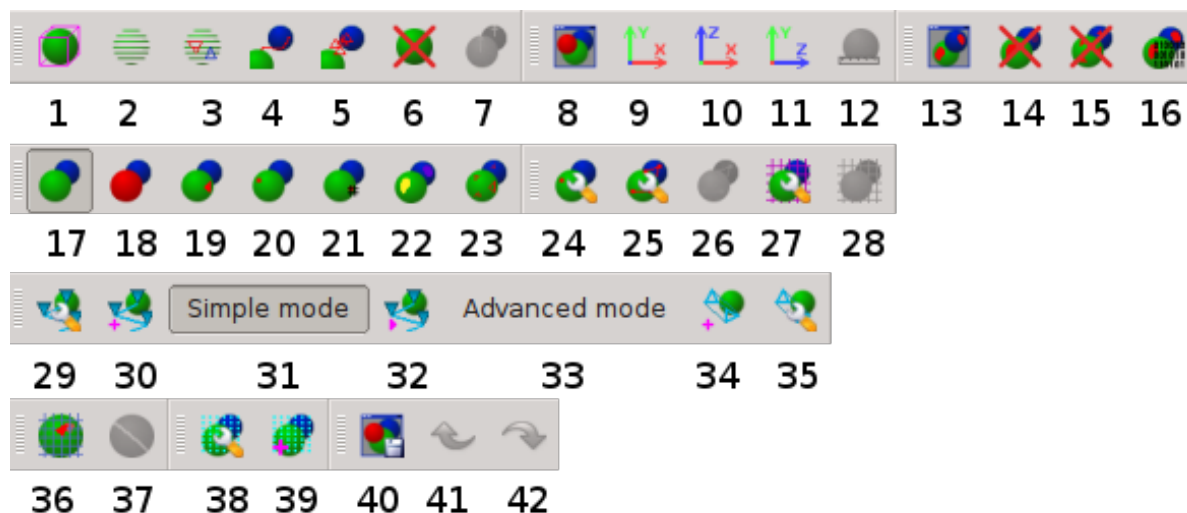 Y X Z X Y Z
1 2 3 4 5 6 7 8 9 10 11 12 13 14 15 16
#
17 18 19 20 21 22 23 24 25 26 27 28
Simple mode Advanced mode
29 30 31 32 33 34 35
36 37 38 39 40 41 42